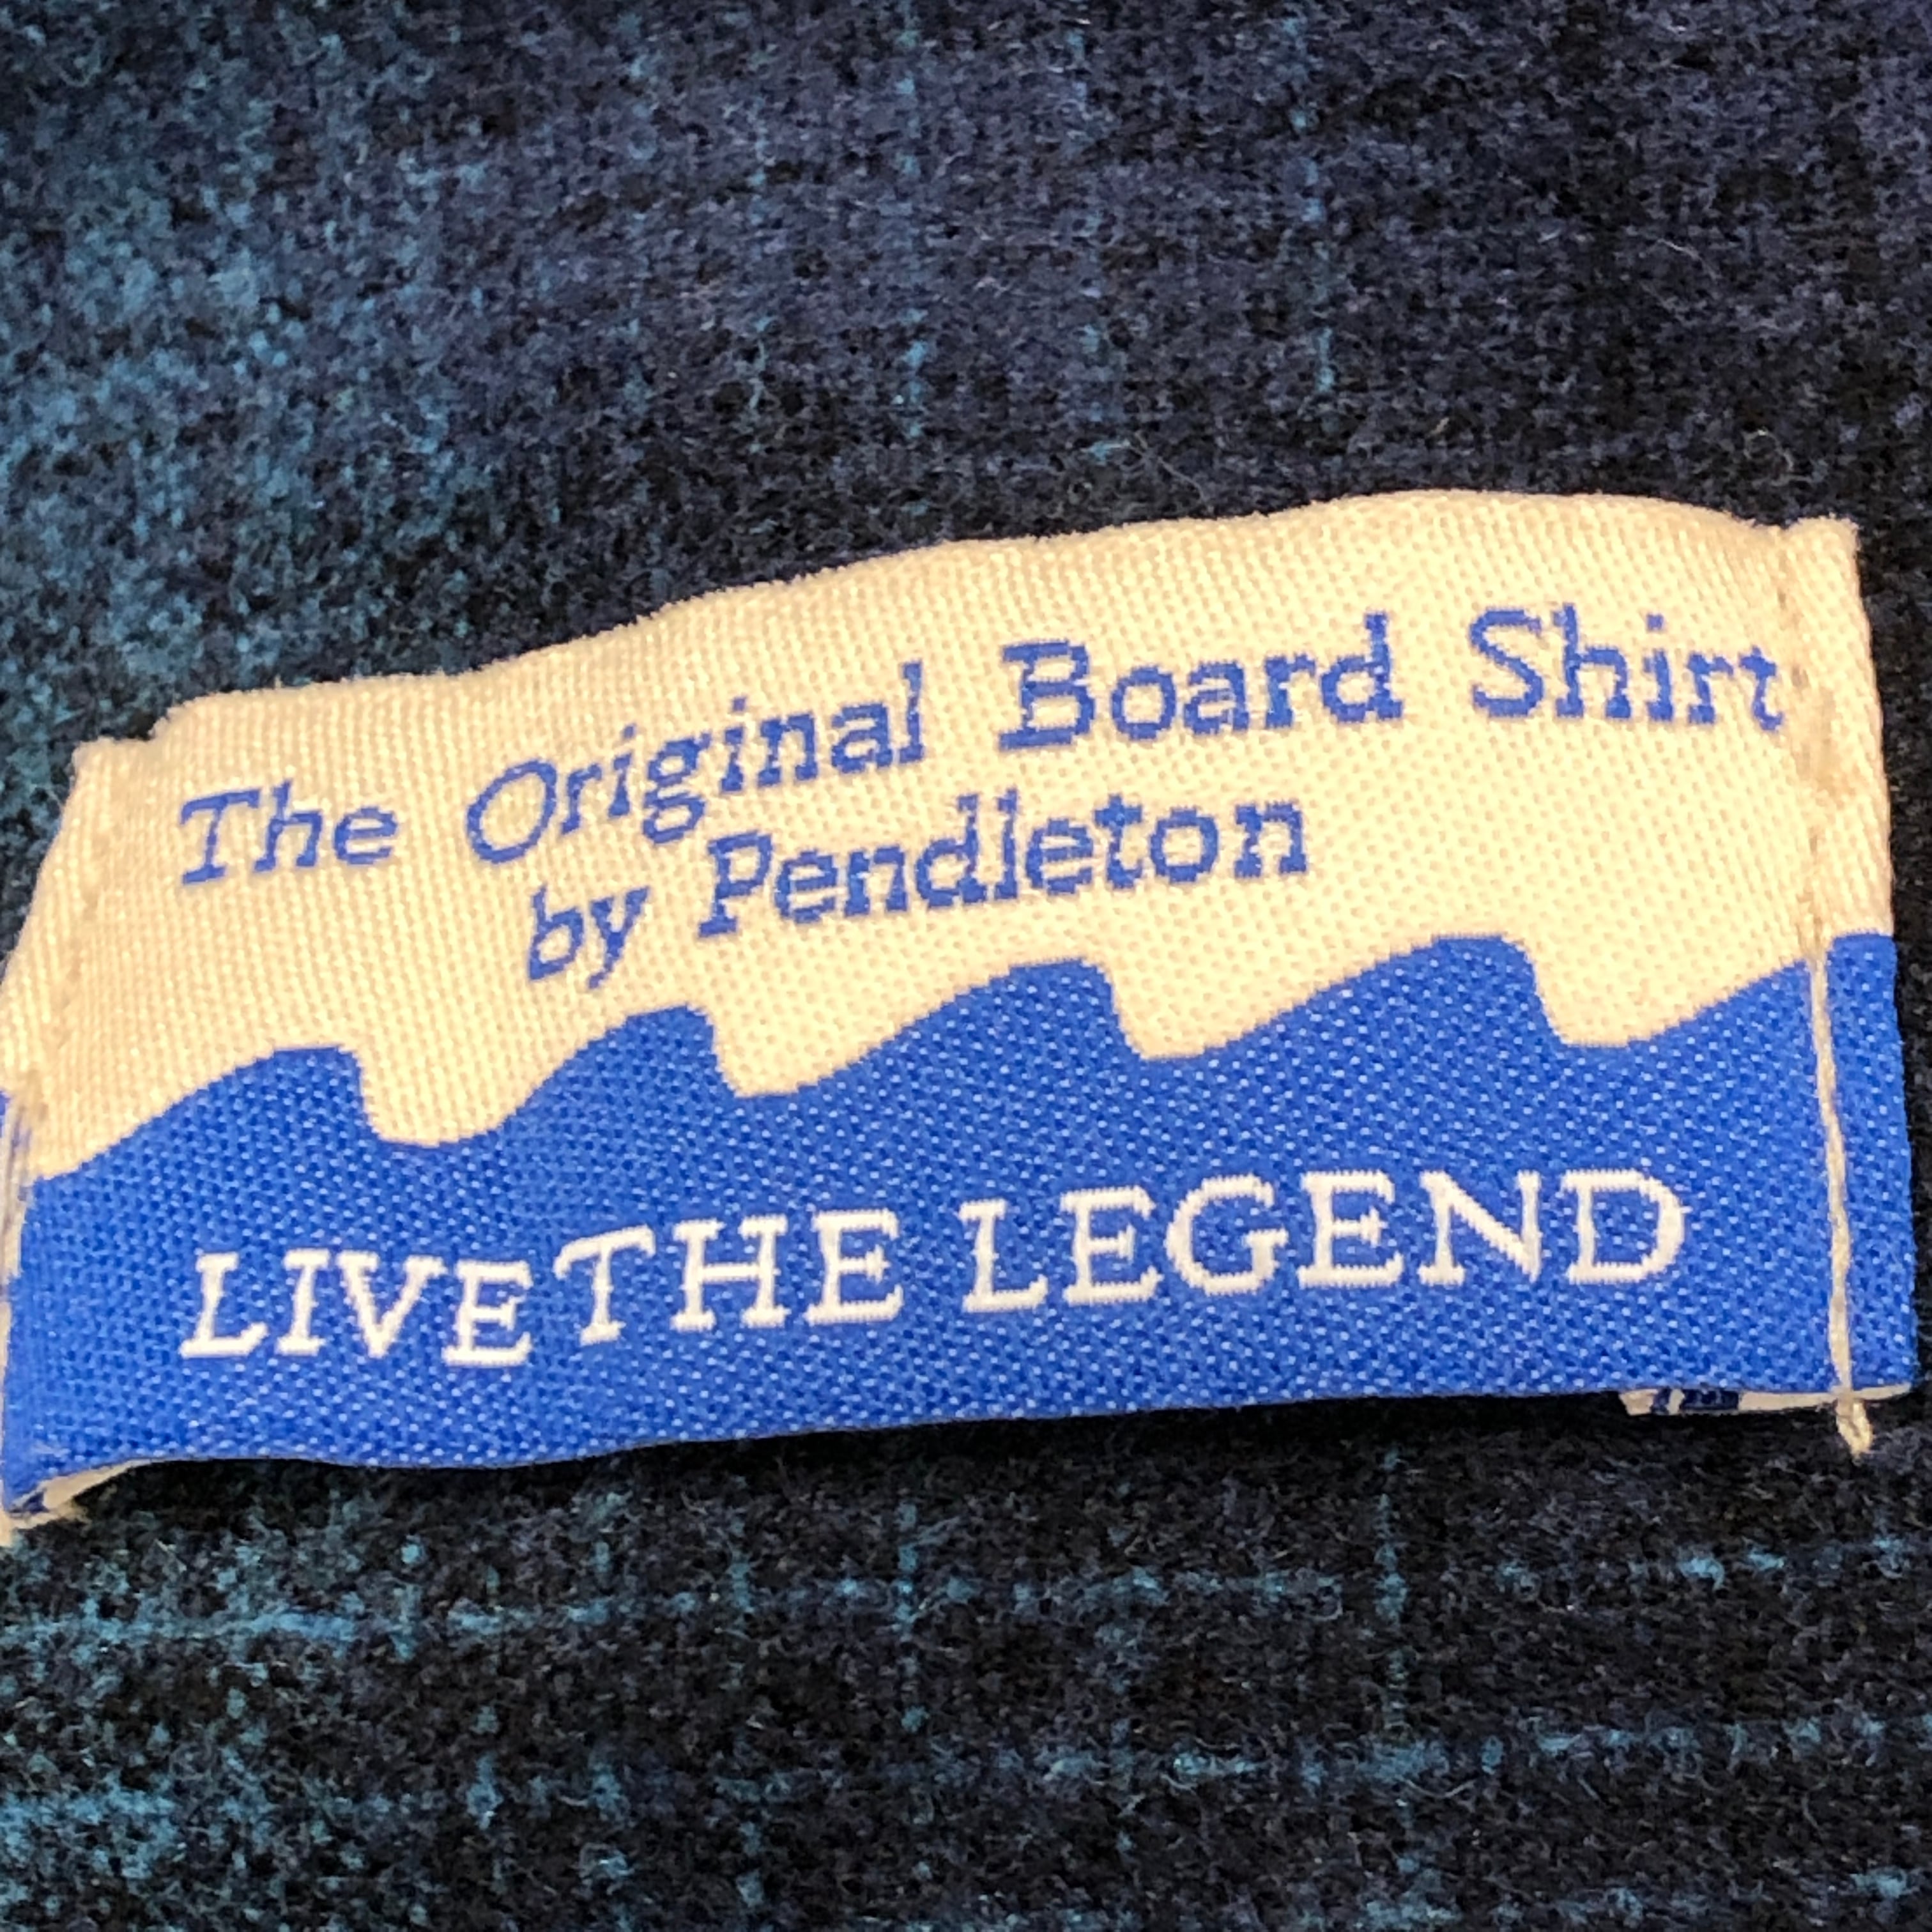 The Original Board Shirt
by Pendleton
LIVE THE LEGEND